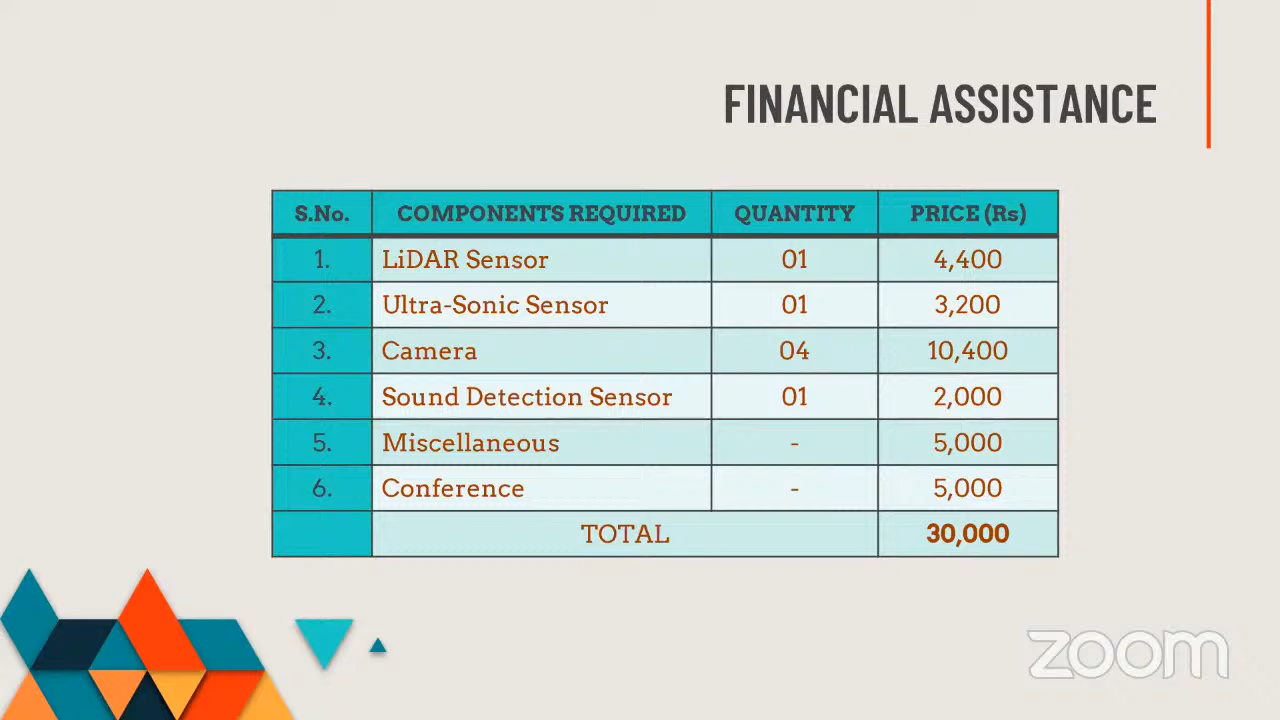 FINANCIAL ASSISTANCE
S.No. COMPONENTS REQUIRED QUANTITY PRICE (Rs)
1. LiDAR Sensor 01 4,400
2. Ultra-Sonic Sensor 01 3,200
3. Camera 04 10,400
4. Sound Detection Sensor 01 2,000
5. Miscellaneous - 5,000
6. Conference - 5,000
TOTAL 30,000
zoom